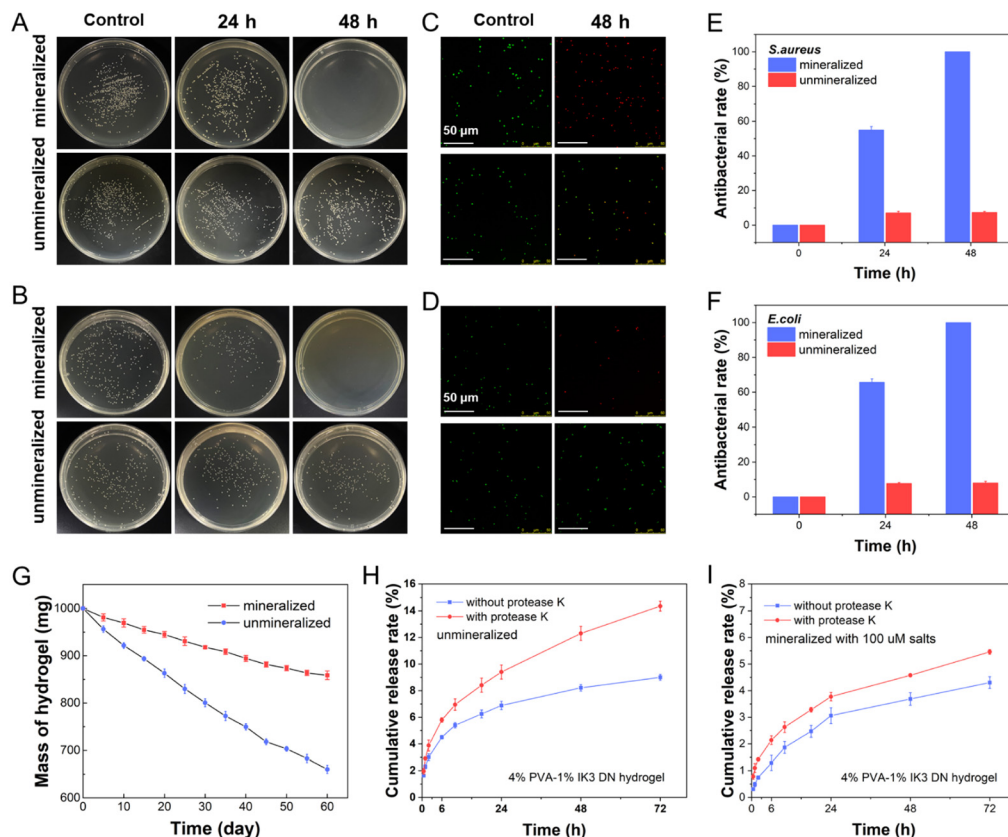 A
Control
24 h
48 h
mineralized
unmineralized
B
mineralized
unmineralized
C
Control
48 h
50 µm
D
50 µm
E
S.aureus
mineralized
unmineralized
Antibacterial rate (%)
100
80
60
40
20
0
0
24
48
Time (h)
F
E.coli
mineralized
unmineralized
Antibacterial rate (%)
100
80
60
40
20
0
0
24
48
Time (h)
G
mineralized
unmineralized
Mass of hydrogel (mg)
1000
900
800
700
600
0
10
20
30
40
50
60
Time (day)
H
without protease K
with protease K
unmineralized
4% PVA-1% IK3 DN hydrogel
Cumulative release rate (%)
16
14
12
10
8
6
4
2
0
0
6
24
48
72
Time (h)
I
without protease K
with protease K
mineralized with 100 uM salts
4% PVA-1% IK3 DN hydrogel
Cumulative release rate (%)
8
7
6
5
4
3
2
1
0
0
6
24
48
72
Time (h)